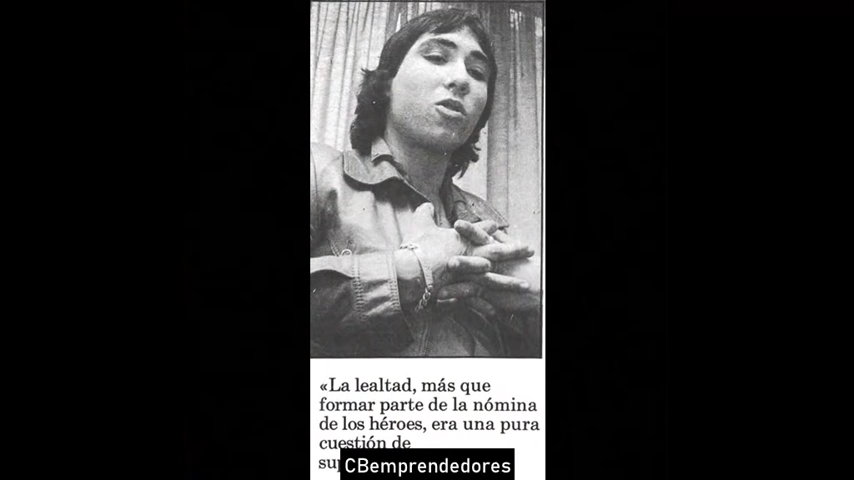 «La lealtad, más que
formar parte de la nómina
de los héroes, era una pura
cuestión de
CBemprendedores